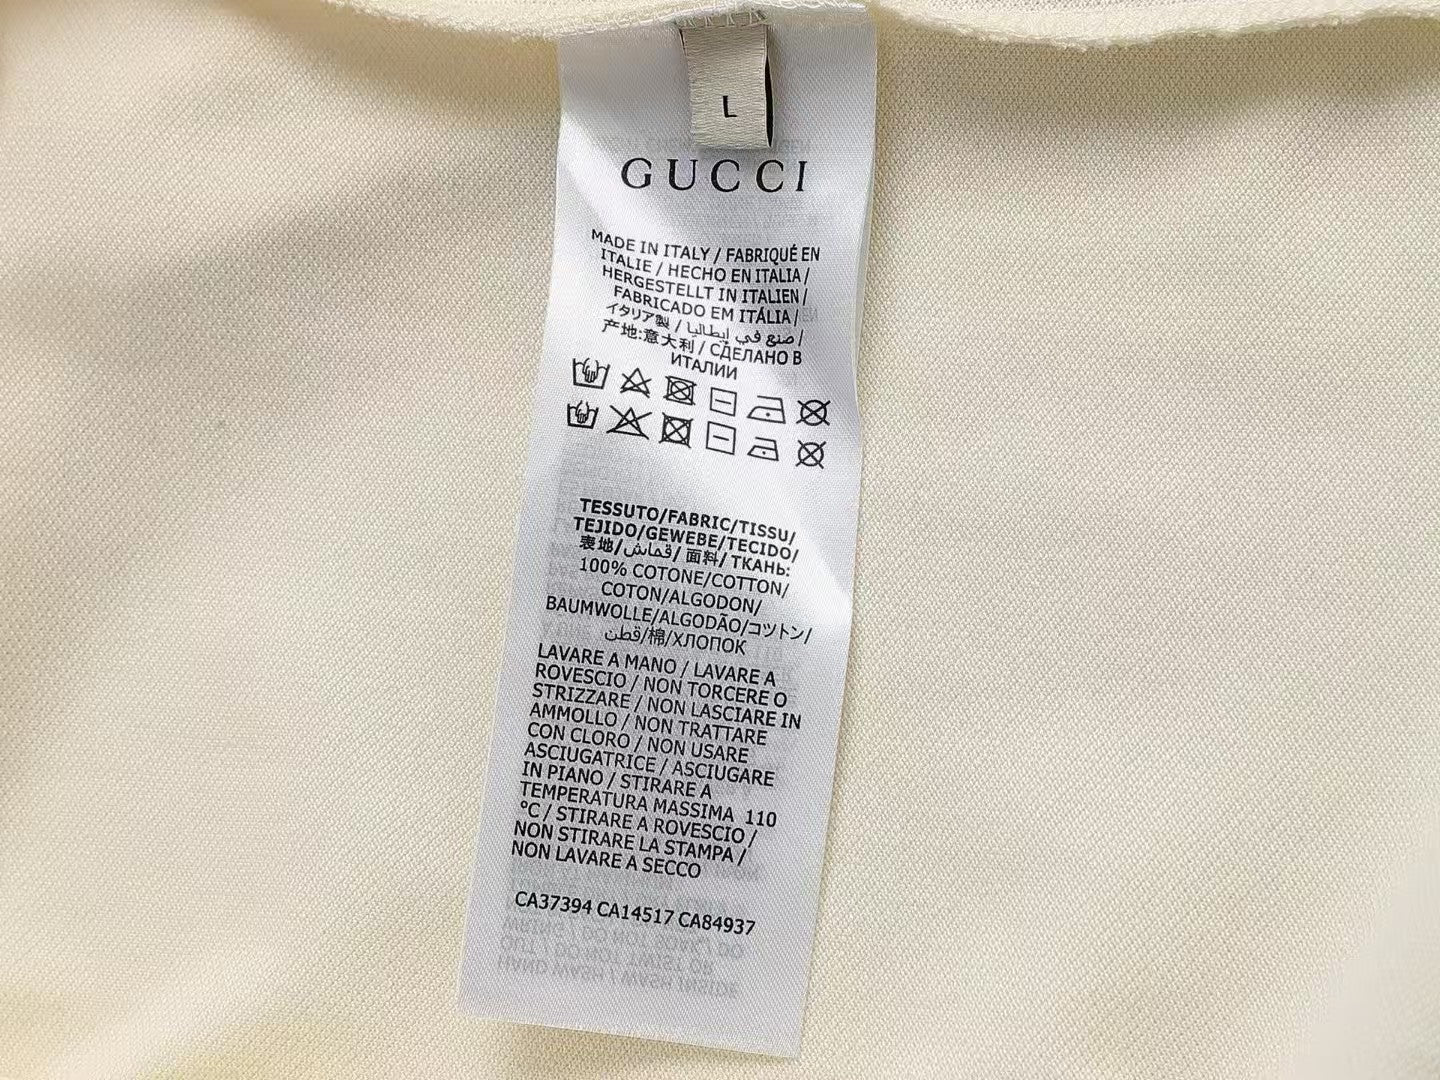 L
GUCCI
MADE IN ITALY / FABRIQUÉ EN
ITALIE / HECHO EN ITALIA /
HERGESTELLT IN ITALIEN /
FABRICADO EM ITÁLIA /
イタリア製 / صنع في إيطاليا /
产地:意大利 / СДЕЛАНО В
ИТАЛИИ
TESSUTO/FABRIC/TISSU/
TEJIDO/GEWEBE/TECIDO/
表地/قماش/ 面料/ ТКАНЬ:
100% COTONE/COTTON/
COTON/ALGODON/
BAUMWOLLE/ALGODÃO/コットン/
قطن/棉/ХЛОПОК
LAVARE A MANO / LAVARE A
ROVESCIO / NON TORCERE O
STRIZZARE / NON LASCIARE IN
AMMOLLO / NON TRATTARE
CON CLORO / NON USARE
ASCIUGATRICE / ASCIUGARE
IN PIANO / STIRARE A
TEMPERATURA MASSIMA 110
°C / STIRARE A ROVESCIO /
NON STIRARE LA STAMPA /
NON LAVARE A SECCO
CA37394 CA14517 CA84937